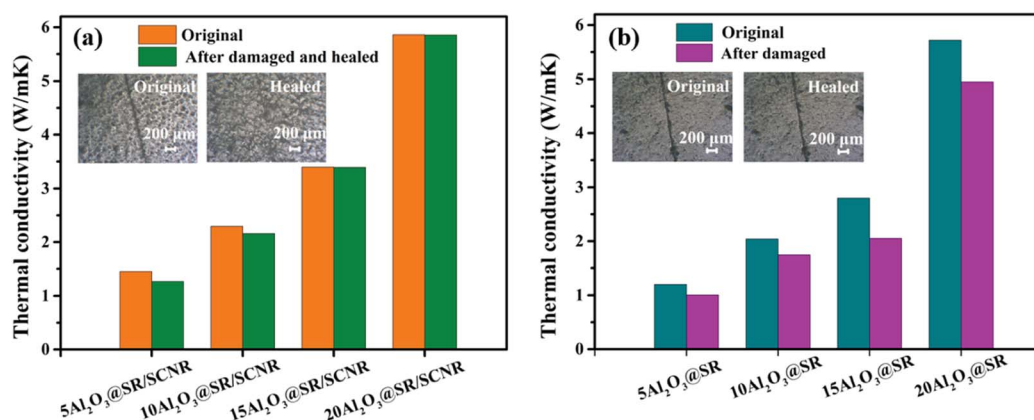 (a)
Original
After damaged and healed
Original
200 μm
Healed
200 μm
Thermal conductivity (W/mK)
6
5
4
3
2
1
0
5Al₂O₃@SR/SCNR
10Al₂O₃@SR/SCNR
15Al₂O₃@SR/SCNR
20Al₂O₃@SR/SCNR
(b)
Original
After damaged
Original
200 μm
Healed
200 μm
Thermal conductivity (W/mK)
6
5
4
3
2
1
0
5Al₂O₃@SR
10Al₂O₃@SR
15Al₂O₃@SR
20Al₂O₃@SR